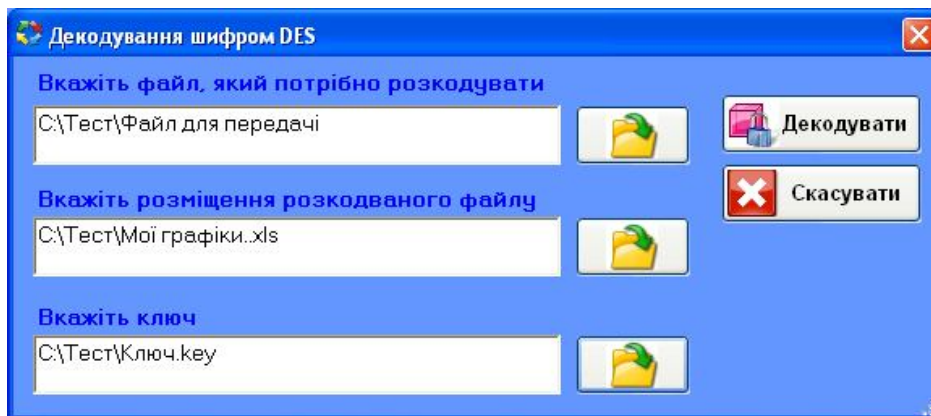 Декодування шифром DES
Вкажіть файл, який потрібно розкодувати
C:\Тест\Файл для передачі
Декодувати
Вкажіть розміщення розкодваного файлу
Скасувати
C:\Тест\Мої графіки..xls
Вкажіть ключ
C:\Тест\Ключ.key